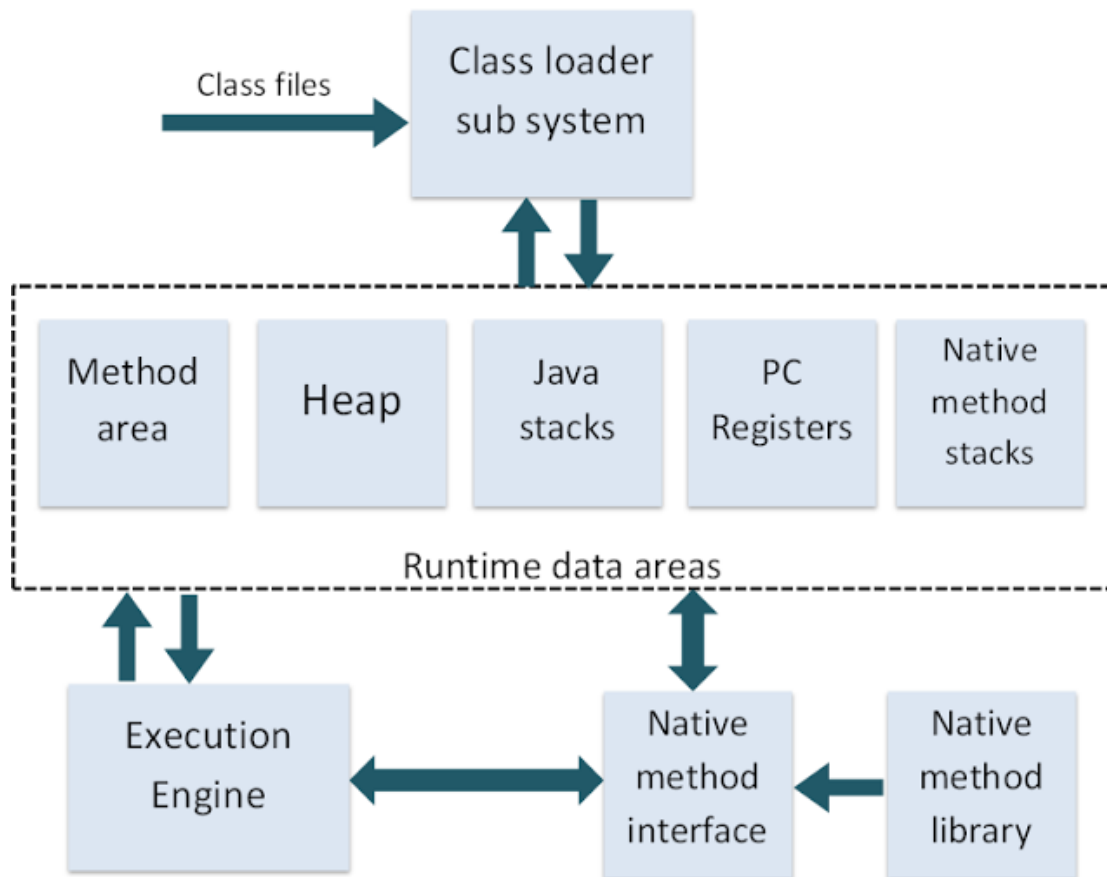 Class loader
sub system
Class files
Method
area
Heap
Java
stacks
PC
Registers
Native
method
stacks
Runtime data areas
Execution
Engine
Native
method
interface
Native
method
library